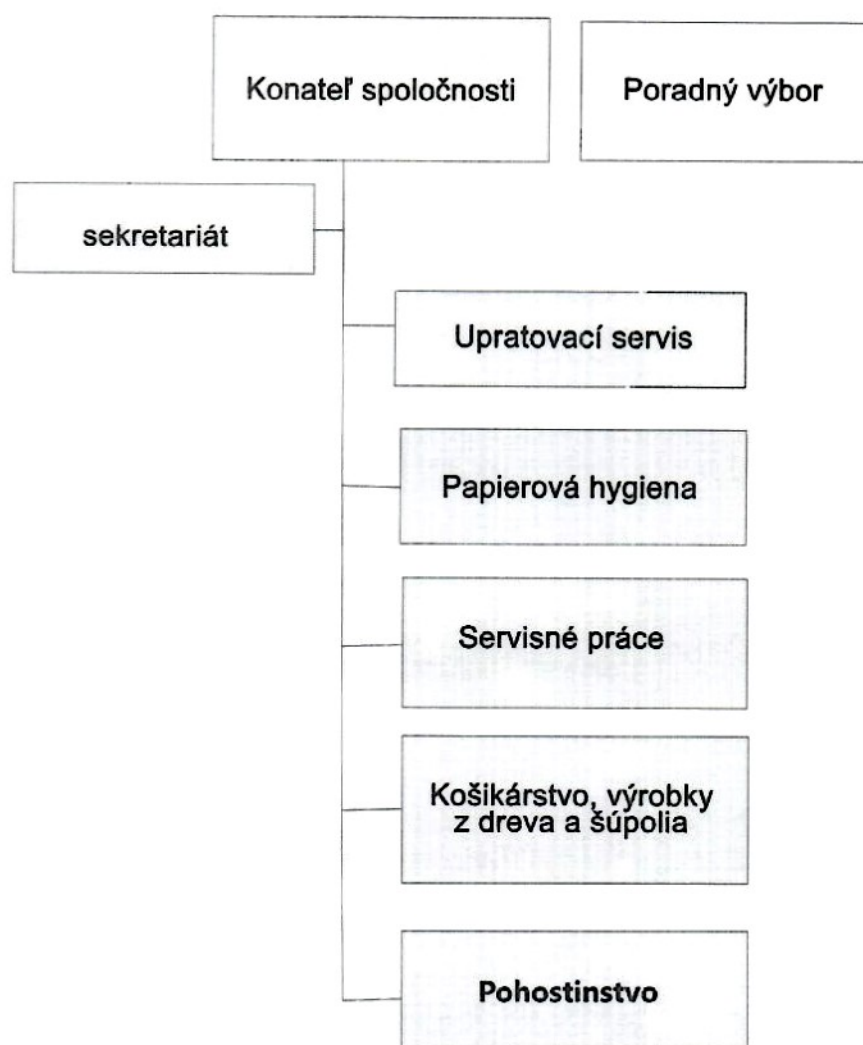 Konateľ spoločnosti
Poradný výbor
sekretariát
Upratovací servis
Papierová hygiena
Servisné práce
Košikárstvo, výrobky
z dreva a šúpolia
Pohostinstvo